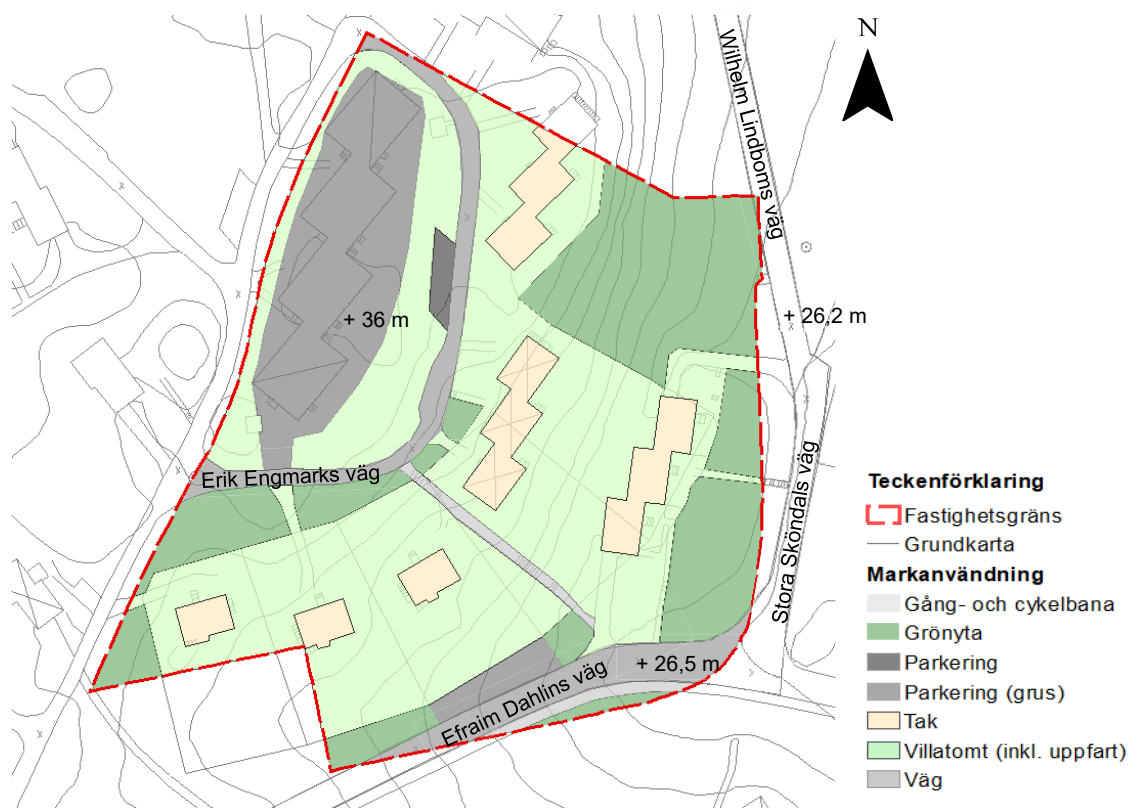 N
Wilhelm Lindboms väg
+ 26,2 m
+ 36 m
Erik Engmarks väg
Stora Sköndals väg
+ 26,5 m
Efraim Dahlins väg
Teckenförklaring
Fastighetsgräns
Grundkarta
Markanvändning
Gång- och cykelbana
Grönyta
Parkering
Parkering (grus)
Tak
Villatomt (inkl. uppfart)
Väg